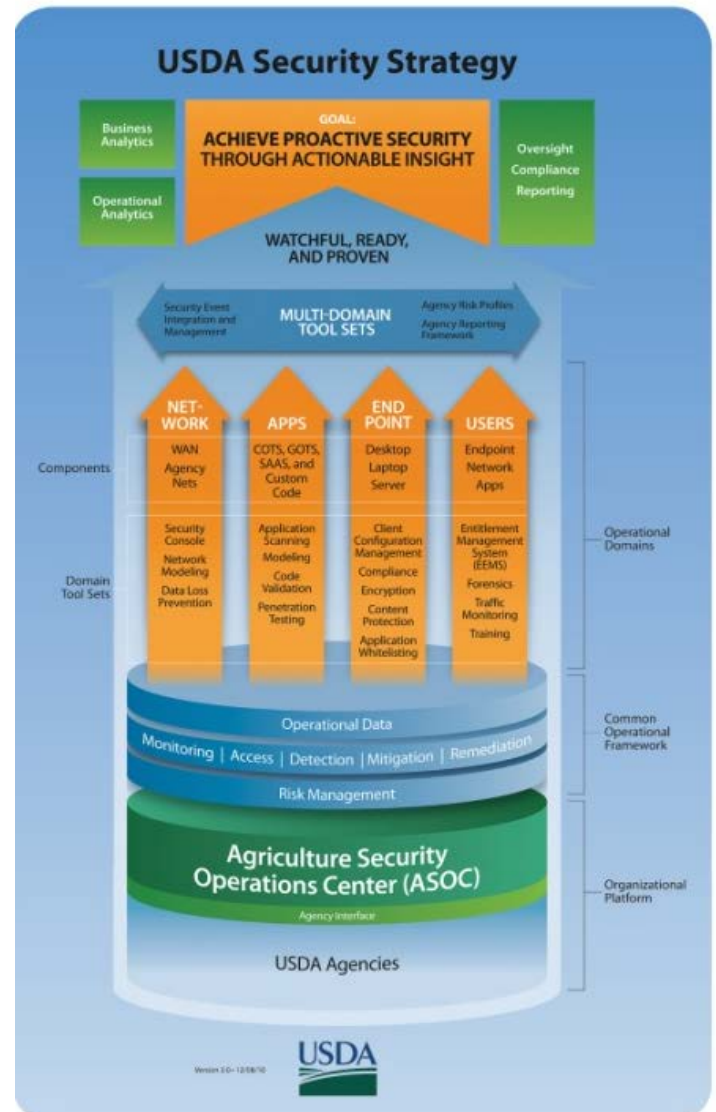 USDA Security Strategy
Business
Analytics
Operational
Analytics
GOAL:
ACHIEVE PROACTIVE SECURITY
THROUGH ACTIONABLE INSIGHT
Oversight
Compliance
Reporting
WATCHFUL, READY,
AND PROVEN
Security Event
Integration and
Management
MULTI-DOMAIN
TOOL SETS
Agency Risk Profiles
Agency Reporting
Framework
Components
Domain
Tool Sets
NET-
WORK
WAN
Agency
Nets
Security
Console
Network
Modeling
Data Loss
Prevention
APPS
COTS, GOTS,
SAAS, and
Custom
Code
Application
Scanning
Modeling
Code
Validation
Penetration
Testing
END
POINT
Desktop
Laptop
Server
Client
Configuration
Management
Compliance
Encryption
Content
Protection
Application
Whitelisting
USERS
Endpoint
Network
Apps
Entitlement
Management
System
(EEMS)
Forensics
Traffic
Monitoring
Training
Operational
Domains
Operational Data
Monitoring | Access | Detection | Mitigation | Remediation
Risk Management
Common
Operational
Framework
Agriculture Security
Operations Center (ASOC)
Agency Interface
USDA Agencies
Organizational
Platform
USDA